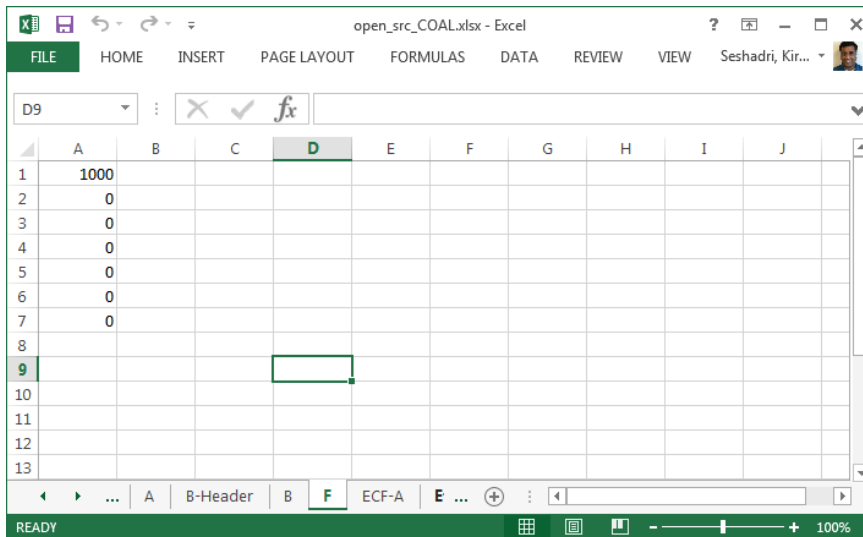 open_src_COAL.xlsx - Excel ?
FILE HOME INSERT PAGE LAYOUT FORMULAS DATA REVIEW VIEW Seshadri, Kir...
D9 fx
A B C D E F G H I J
1 1000
2 0
3 0
4 0
5 0
6 0
7 0
8
9
10
11
12
13
... A B-Header B F ECF-A E ...
READY 100%